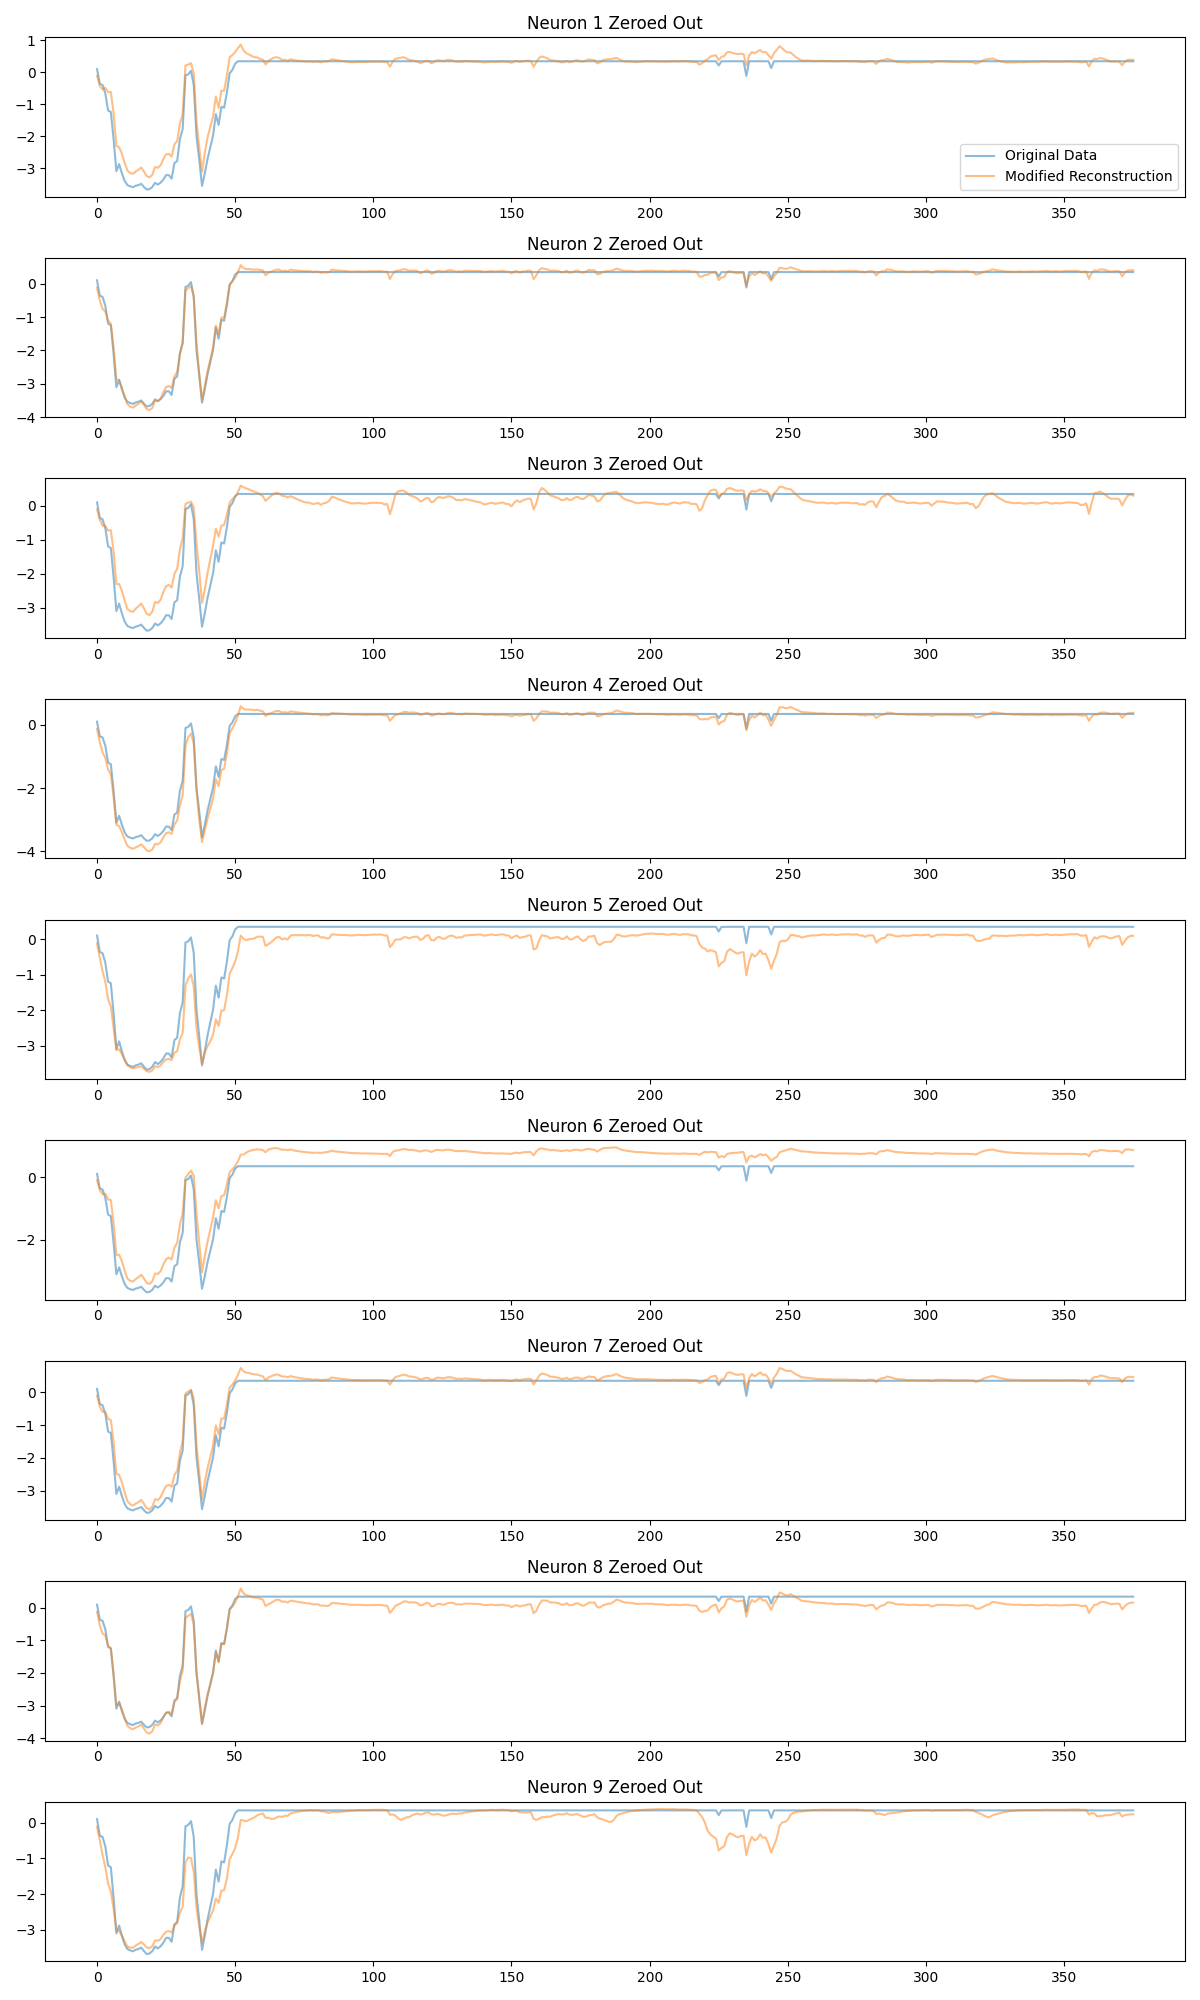 Neuron 1 Zeroed Out
1
0
−1
−2
−3
Original Data
Modified Reconstruction
0 50 100 150 200 250 300 350
Neuron 2 Zeroed Out
0
−1
−2
−3
−4
0 50 100 150 200 250 300 350
Neuron 3 Zeroed Out
0
−1
−2
−3
0 50 100 150 200 250 300 350
Neuron 4 Zeroed Out
0
−2
−4
0 50 100 150 200 250 300 350
Neuron 5 Zeroed Out
0
−1
−2
−3
0 50 100 150 200 250 300 350
Neuron 6 Zeroed Out
0
−2
0 50 100 150 200 250 300 350
Neuron 7 Zeroed Out
0
−1
−2
−3
0 50 100 150 200 250 300 350
Neuron 8 Zeroed Out
0
−1
−2
−3
−4
0 50 100 150 200 250 300 350
Neuron 9 Zeroed Out
0
−1
−2
−3
0 50 100 150 200 250 300 350